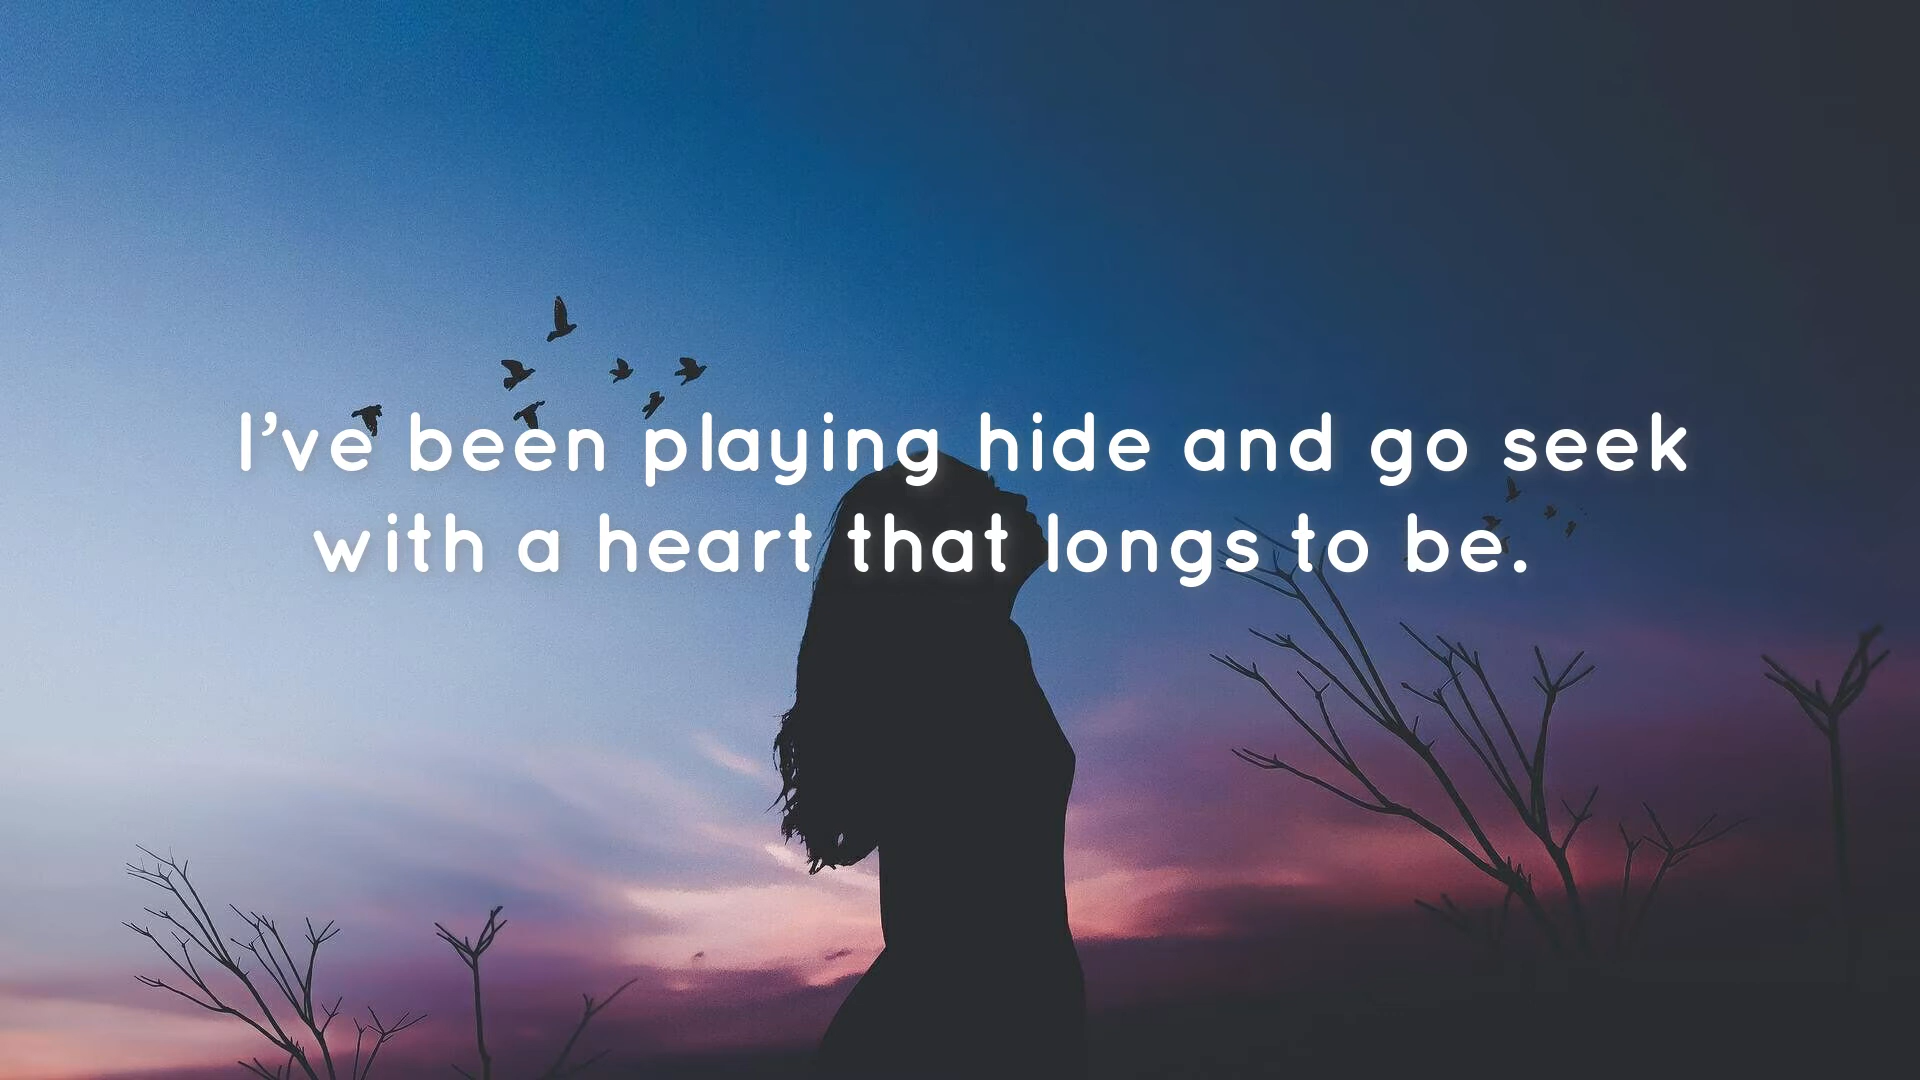 I’ve been playing hide and go seek
with a heart that longs to be.